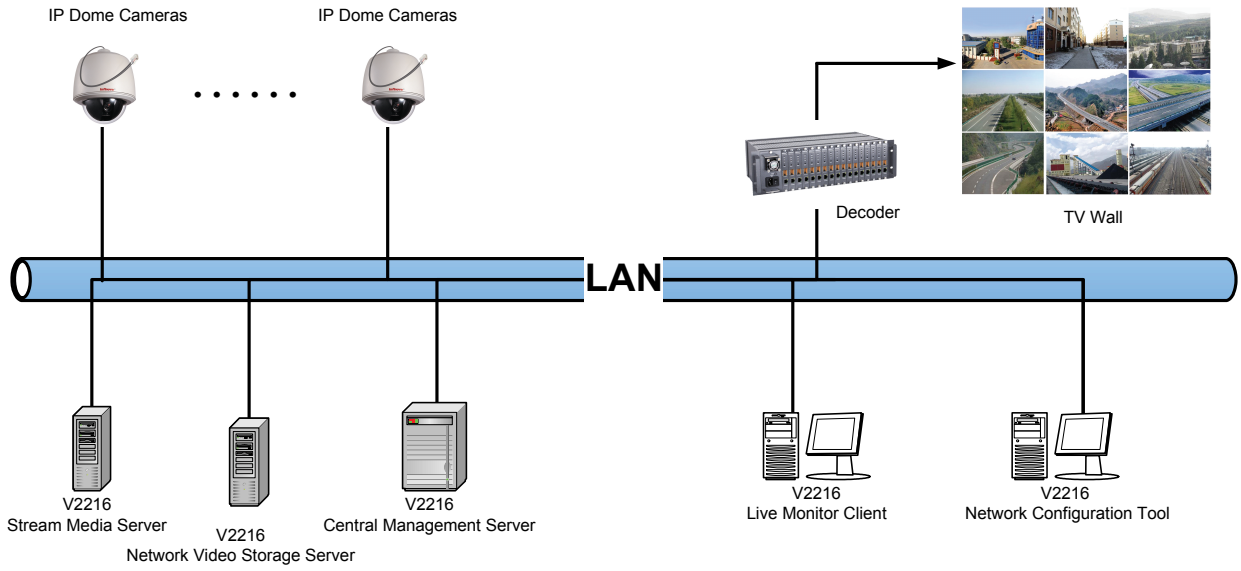 IP Dome Cameras
IP Dome Cameras
Decoder
TV Wall
LAN
V2216
Stream Media Server
V2216
Network Video Storage Server
V2216
Central Management Server
V2216
Live Monitor Client
V2216
Network Configuration Tool